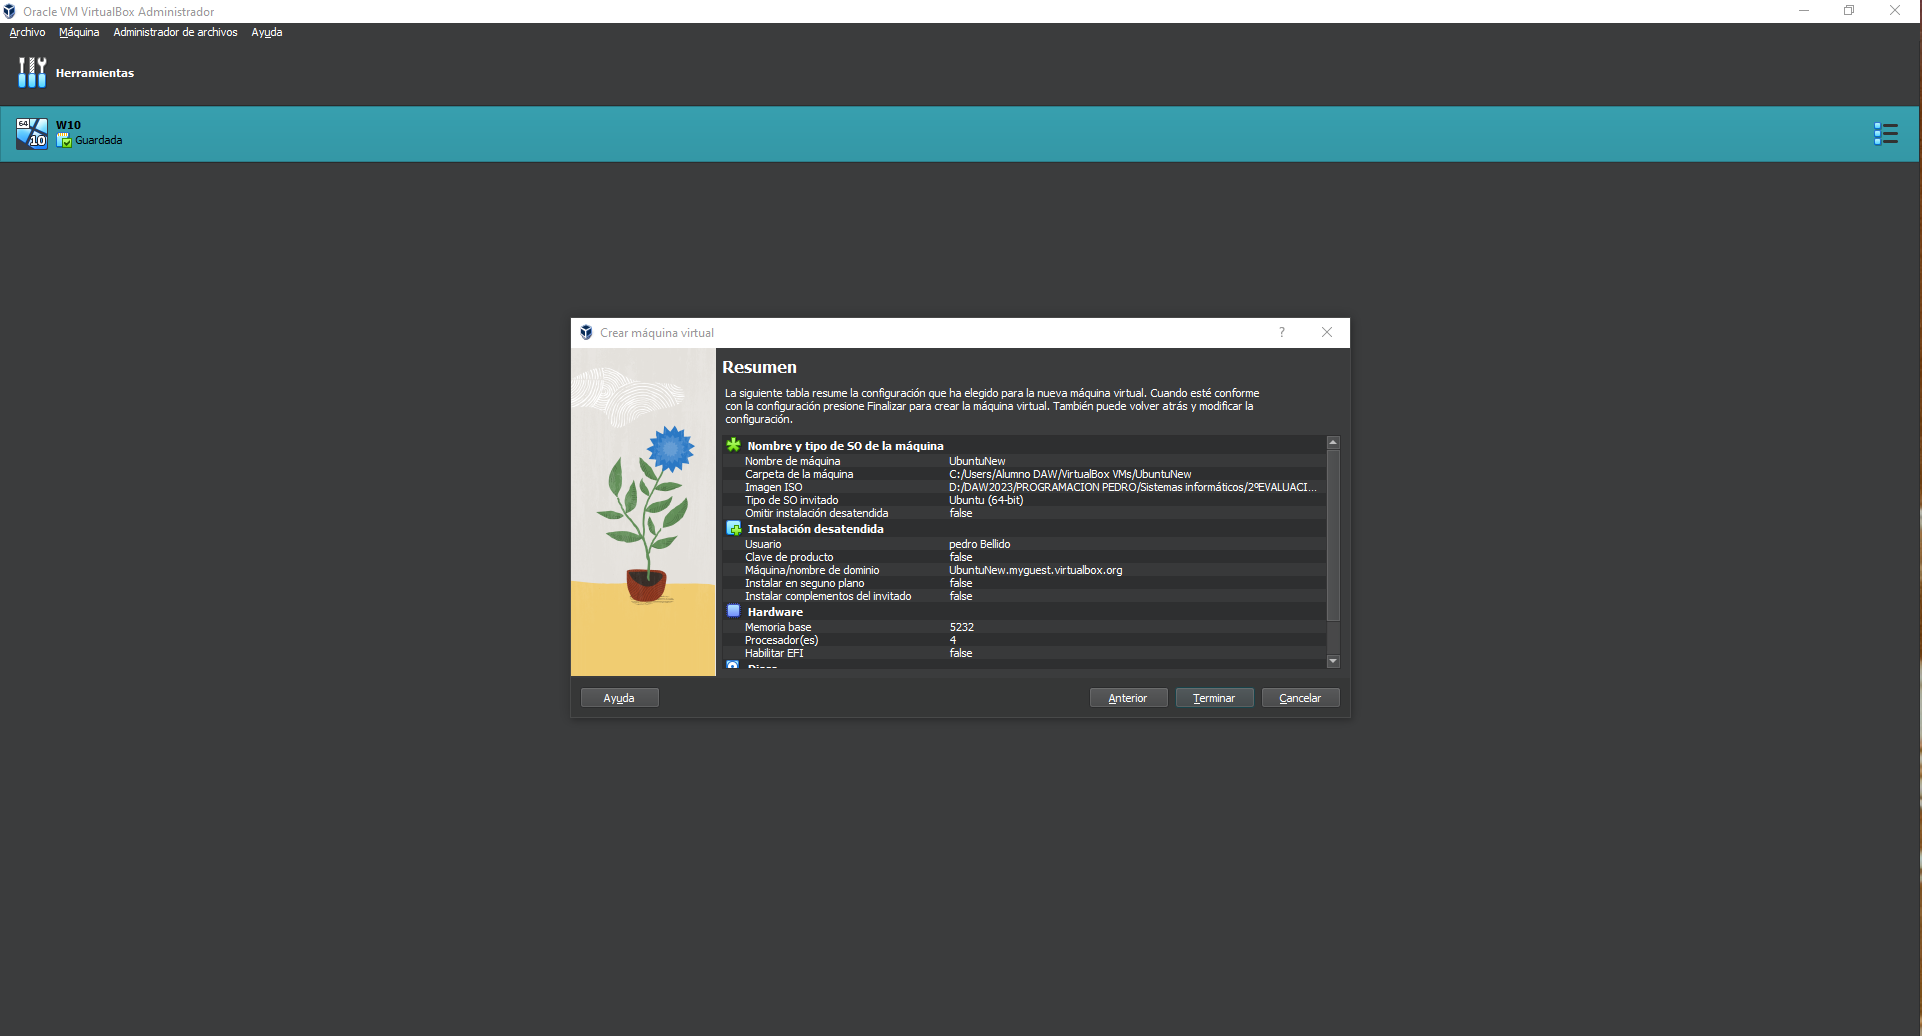 Oracle VM VirtualBox Administrador
Archivo Máquina Administrador de archivos Ayuda
Herramientas
64
10
W10
Guardada
Crear máquina virtual
?
Resumen
La siguiente tabla resume la configuración que ha elegido para la nueva máquina virtual. Cuando esté conforme
con la configuración presione Finalizar para crear la máquina virtual. También puede volver atrás y modificar la
configuración.
Nombre y tipo de SO de la máquina
Nombre de máquina UbuntuNew
Carpeta de la máquina C:/Users/Alumno DAW/VirtualBox VMs/UbuntuNew
Imagen ISO D:/DAW2023/PROGRAMACION PEDRO/Sistemas informáticos/2ºEVALUACI...
Tipo de SO invitado Ubuntu (64-bit)
Omitir instalación desatendida false
Instalación desatendida
Usuario pedro Bellido
Clave de producto false
Máquina/nombre de dominio UbuntuNew.myguest.virtualbox.org
Instalar en seguno plano false
Instalar complementos del invitado false
Hardware
Memoria base 5232
Procesador(es) 4
Habilitar EFI false
Ayuda Anterior Terminar Cancelar